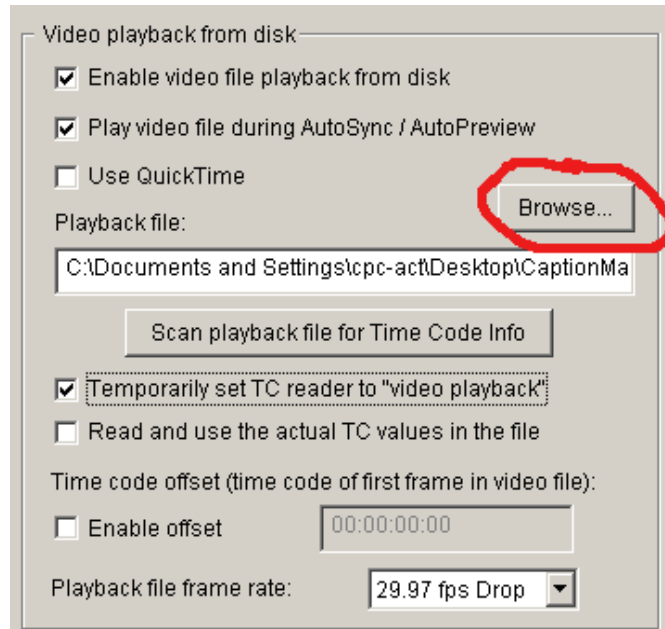 Video playback from disk
Enable video file playback from disk
Play video file during AutoSync / AutoPreview
Use QuickTime
Browse...
Playback file:
C:\Documents and Settings\cpc-act\Desktop\CaptionMa
Scan playback file for Time Code Info
Temporarily set TC reader to "video playback"
Read and use the actual TC values in the file
Time code offset (time code of first frame in video file):
Enable offset 00:00:00:00
Playback file frame rate: 29.97 fps Drop